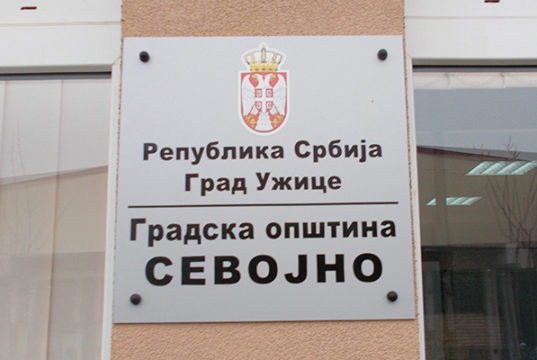 Република Србија
Град Ужице
Градска општина
СЕВОЈНО